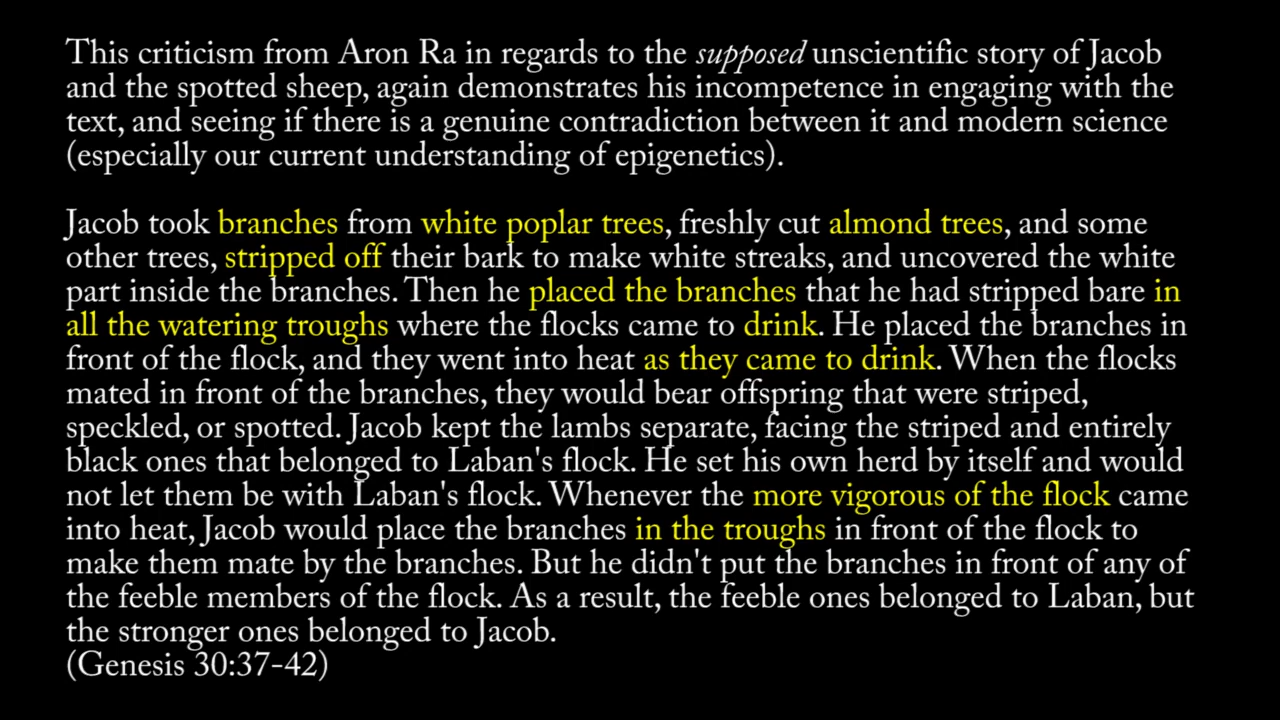 This criticism from Aron Ra in regards to the supposed unscientific story of Jacob
and the spotted sheep, again demonstrates his incompetence in engaging with the
text, and seeing if there is a genuine contradiction between it and modern science
(especially our current understanding of epigenetics).
Jacob took branches from white poplar trees, freshly cut almond trees, and some
other trees, stripped off their bark to make white streaks, and uncovered the white
part inside the branches. Then he placed the branches that he had stripped bare in
all the watering troughs where the flocks came to drink. He placed the branches in
front of the flock, and they went into heat as they came to drink. When the flocks
mated in front of the branches, they would bear offspring that were striped,
speckled, or spotted. Jacob kept the lambs separate, facing the striped and entirely
black ones that belonged to Laban's flock. He set his own herd by itself and would
not let them be with Laban's flock. Whenever the more vigorous of the flock came
into heat, Jacob would place the branches in the troughs in front of the flock to
make them mate by the branches. But he didn't put the branches in front of any of
the feeble members of the flock. As a result, the feeble ones belonged to Laban, but
the stronger ones belonged to Jacob.
(Genesis 30:37-42)